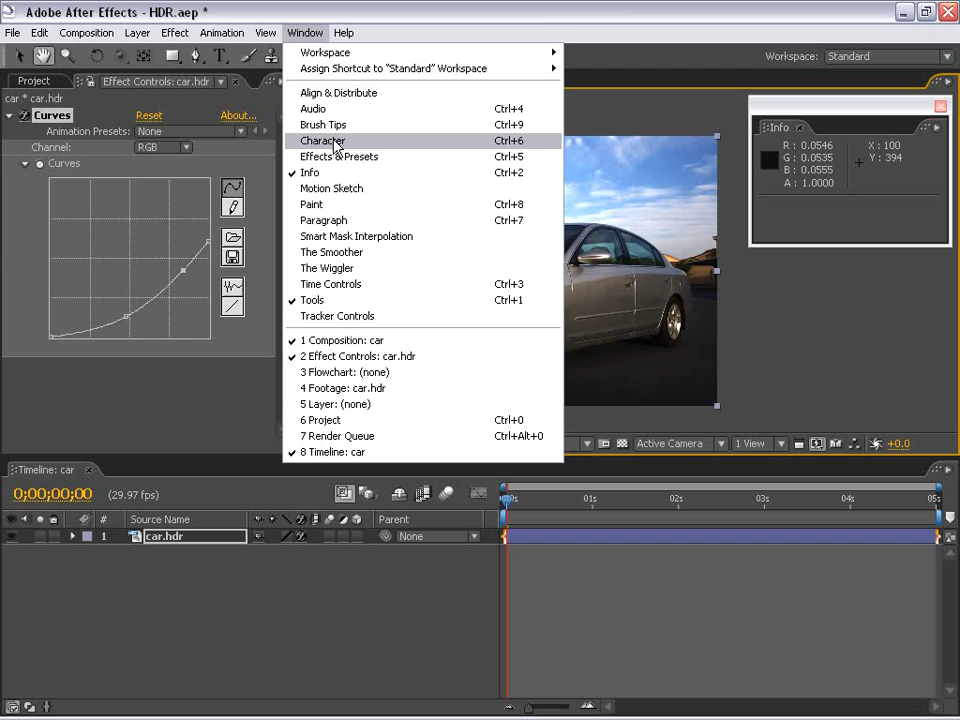 Adobe After Effects - HDR.aep *
File Edit Composition Layer Effect Animation View Window Help
Workspace: Standard
Project Effect Controls: car.hdr
car * car.hdr
Curves Reset About...
Animation Presets: None
Channel: RGB
Curves
Workspace
Assign Shortcut to "Standard" Workspace
Align & Distribute
Audio Ctrl+4
Brush Tips Ctrl+9
Character Ctrl+6
Effects & Presets Ctrl+5
Info Ctrl+2
Motion Sketch
Paint Ctrl+8
Paragraph Ctrl+7
Smart Mask Interpolation
The Smoother
The Wiggler
Time Controls Ctrl+3
Tools Ctrl+1
Tracker Controls
1 Composition: car
2 Effect Controls: car.hdr
3 Flowchart: (none)
4 Footage: car.hdr
5 Layer: (none)
6 Project Ctrl+0
7 Render Queue Ctrl+Alt+0
8 Timeline: car
Info
R : 0.0546 X : 100
G : 0.0535 Y : 394
B : 0.0555
A : 1.0000
Active Camera 1 View +0.0
Timeline: car
0;00;00;00 (29.97 fps)
01s 02s 03s 04s 05s
# Source Name Parent
1 car.hdr None